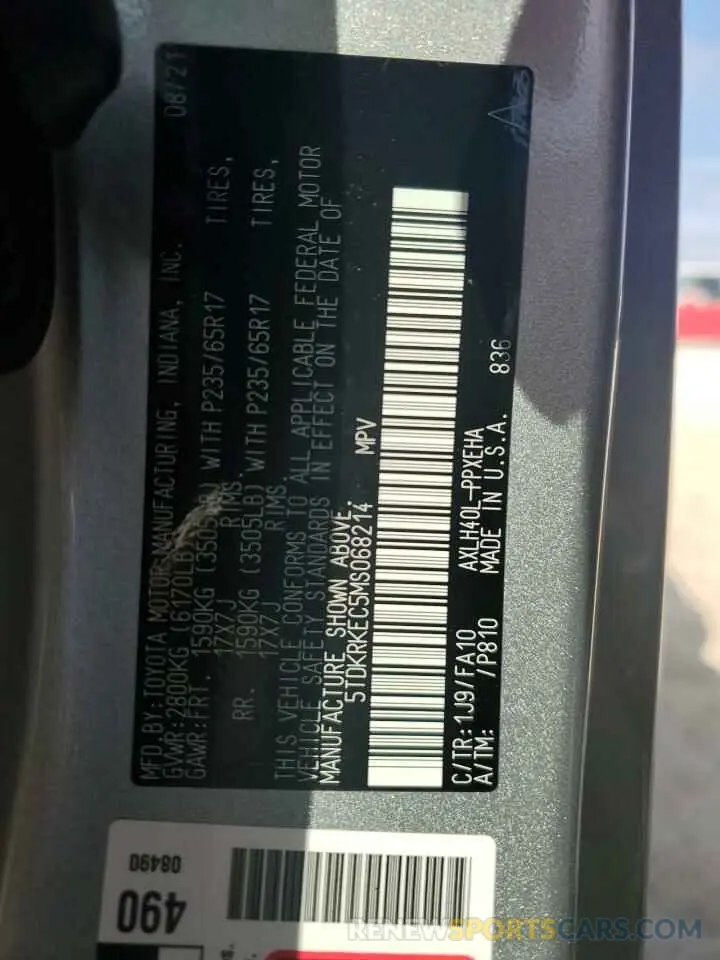 MFD.BY:TOYOTA MOTOR MANUFACTURING, INDIANA, INC. 08/21
GVWR:2800KG (6170LB)
GAWR:FRT. 1590KG (3505LB) WITH P235/65R17 TIRES,
17X7J RIMS.
RR. 1590KG (3505LB) WITH P235/65R17 TIRES,
17X7J RIMS.
THIS VEHICLE CONFORMS TO ALL APPLICABLE FEDERAL MOTOR
VEHICLE SAFETY STANDARDS IN EFFECT ON THE DATE OF
MANUFACTURE SHOWN ABOVE.
5TDKRKEC5MS068214 MPV
C/TR:1J9/FA10 AXLH40L-PPXEHA 836
A/TM: /P810 MADE IN U.S.A.
08490
490
RENEWSPORTSCARS.COM